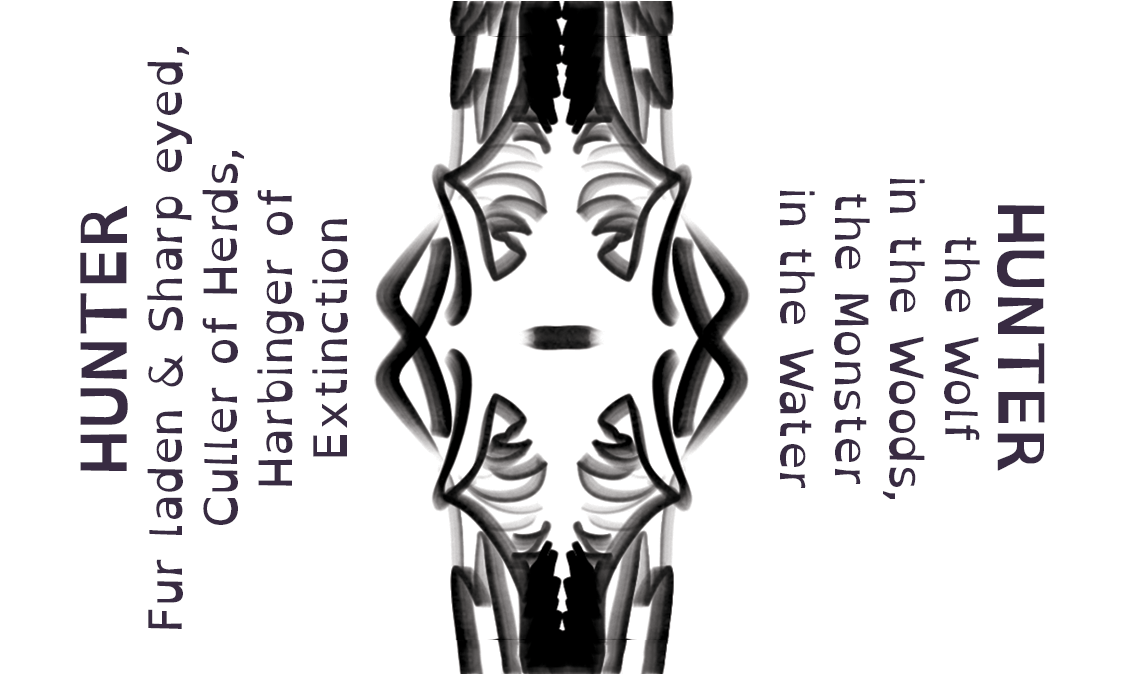 HUNTER
Fur laden & Sharp eyed,
Culler of Herds,
Harbinger of
Extinction
HUNTER
the Wolf
in the Woods,
the Monster
in the Water